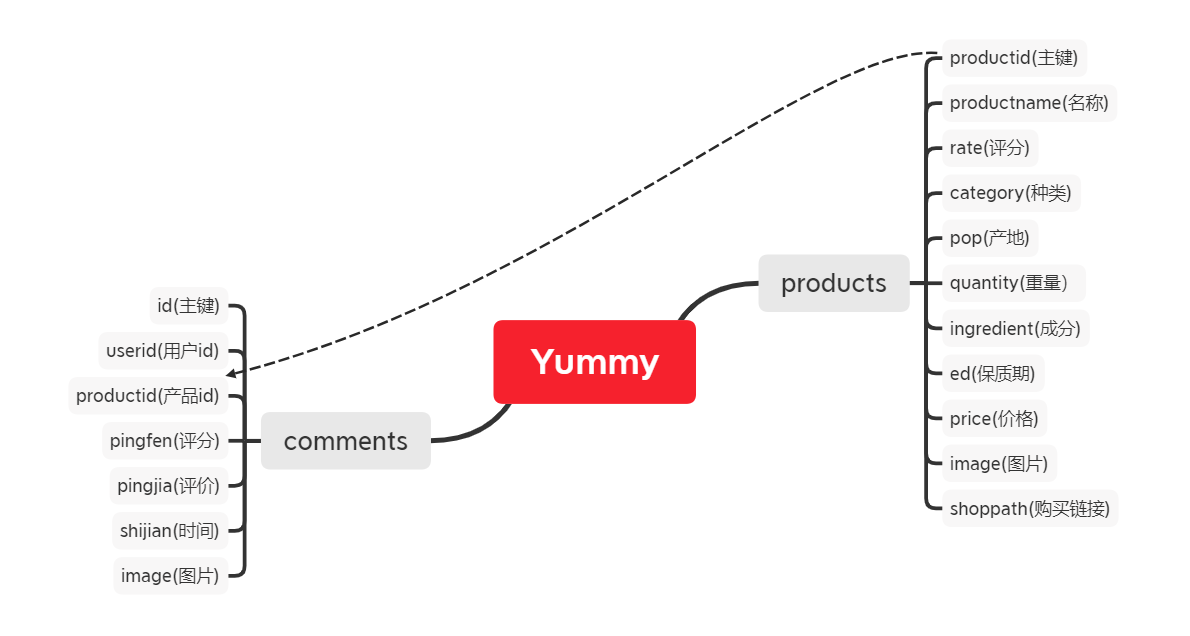 Yummy
products
productid(主键)
productname(名称)
rate(评分)
category(种类)
pop(产地)
quantity(重量）
ingredient(成分)
ed(保质期)
price(价格)
image(图片)
shoppath(购买链接)
comments
id(主键)
userid(用户id)
productid(产品id)
pingfen(评分)
pingjia(评价)
shijian(时间)
image(图片)